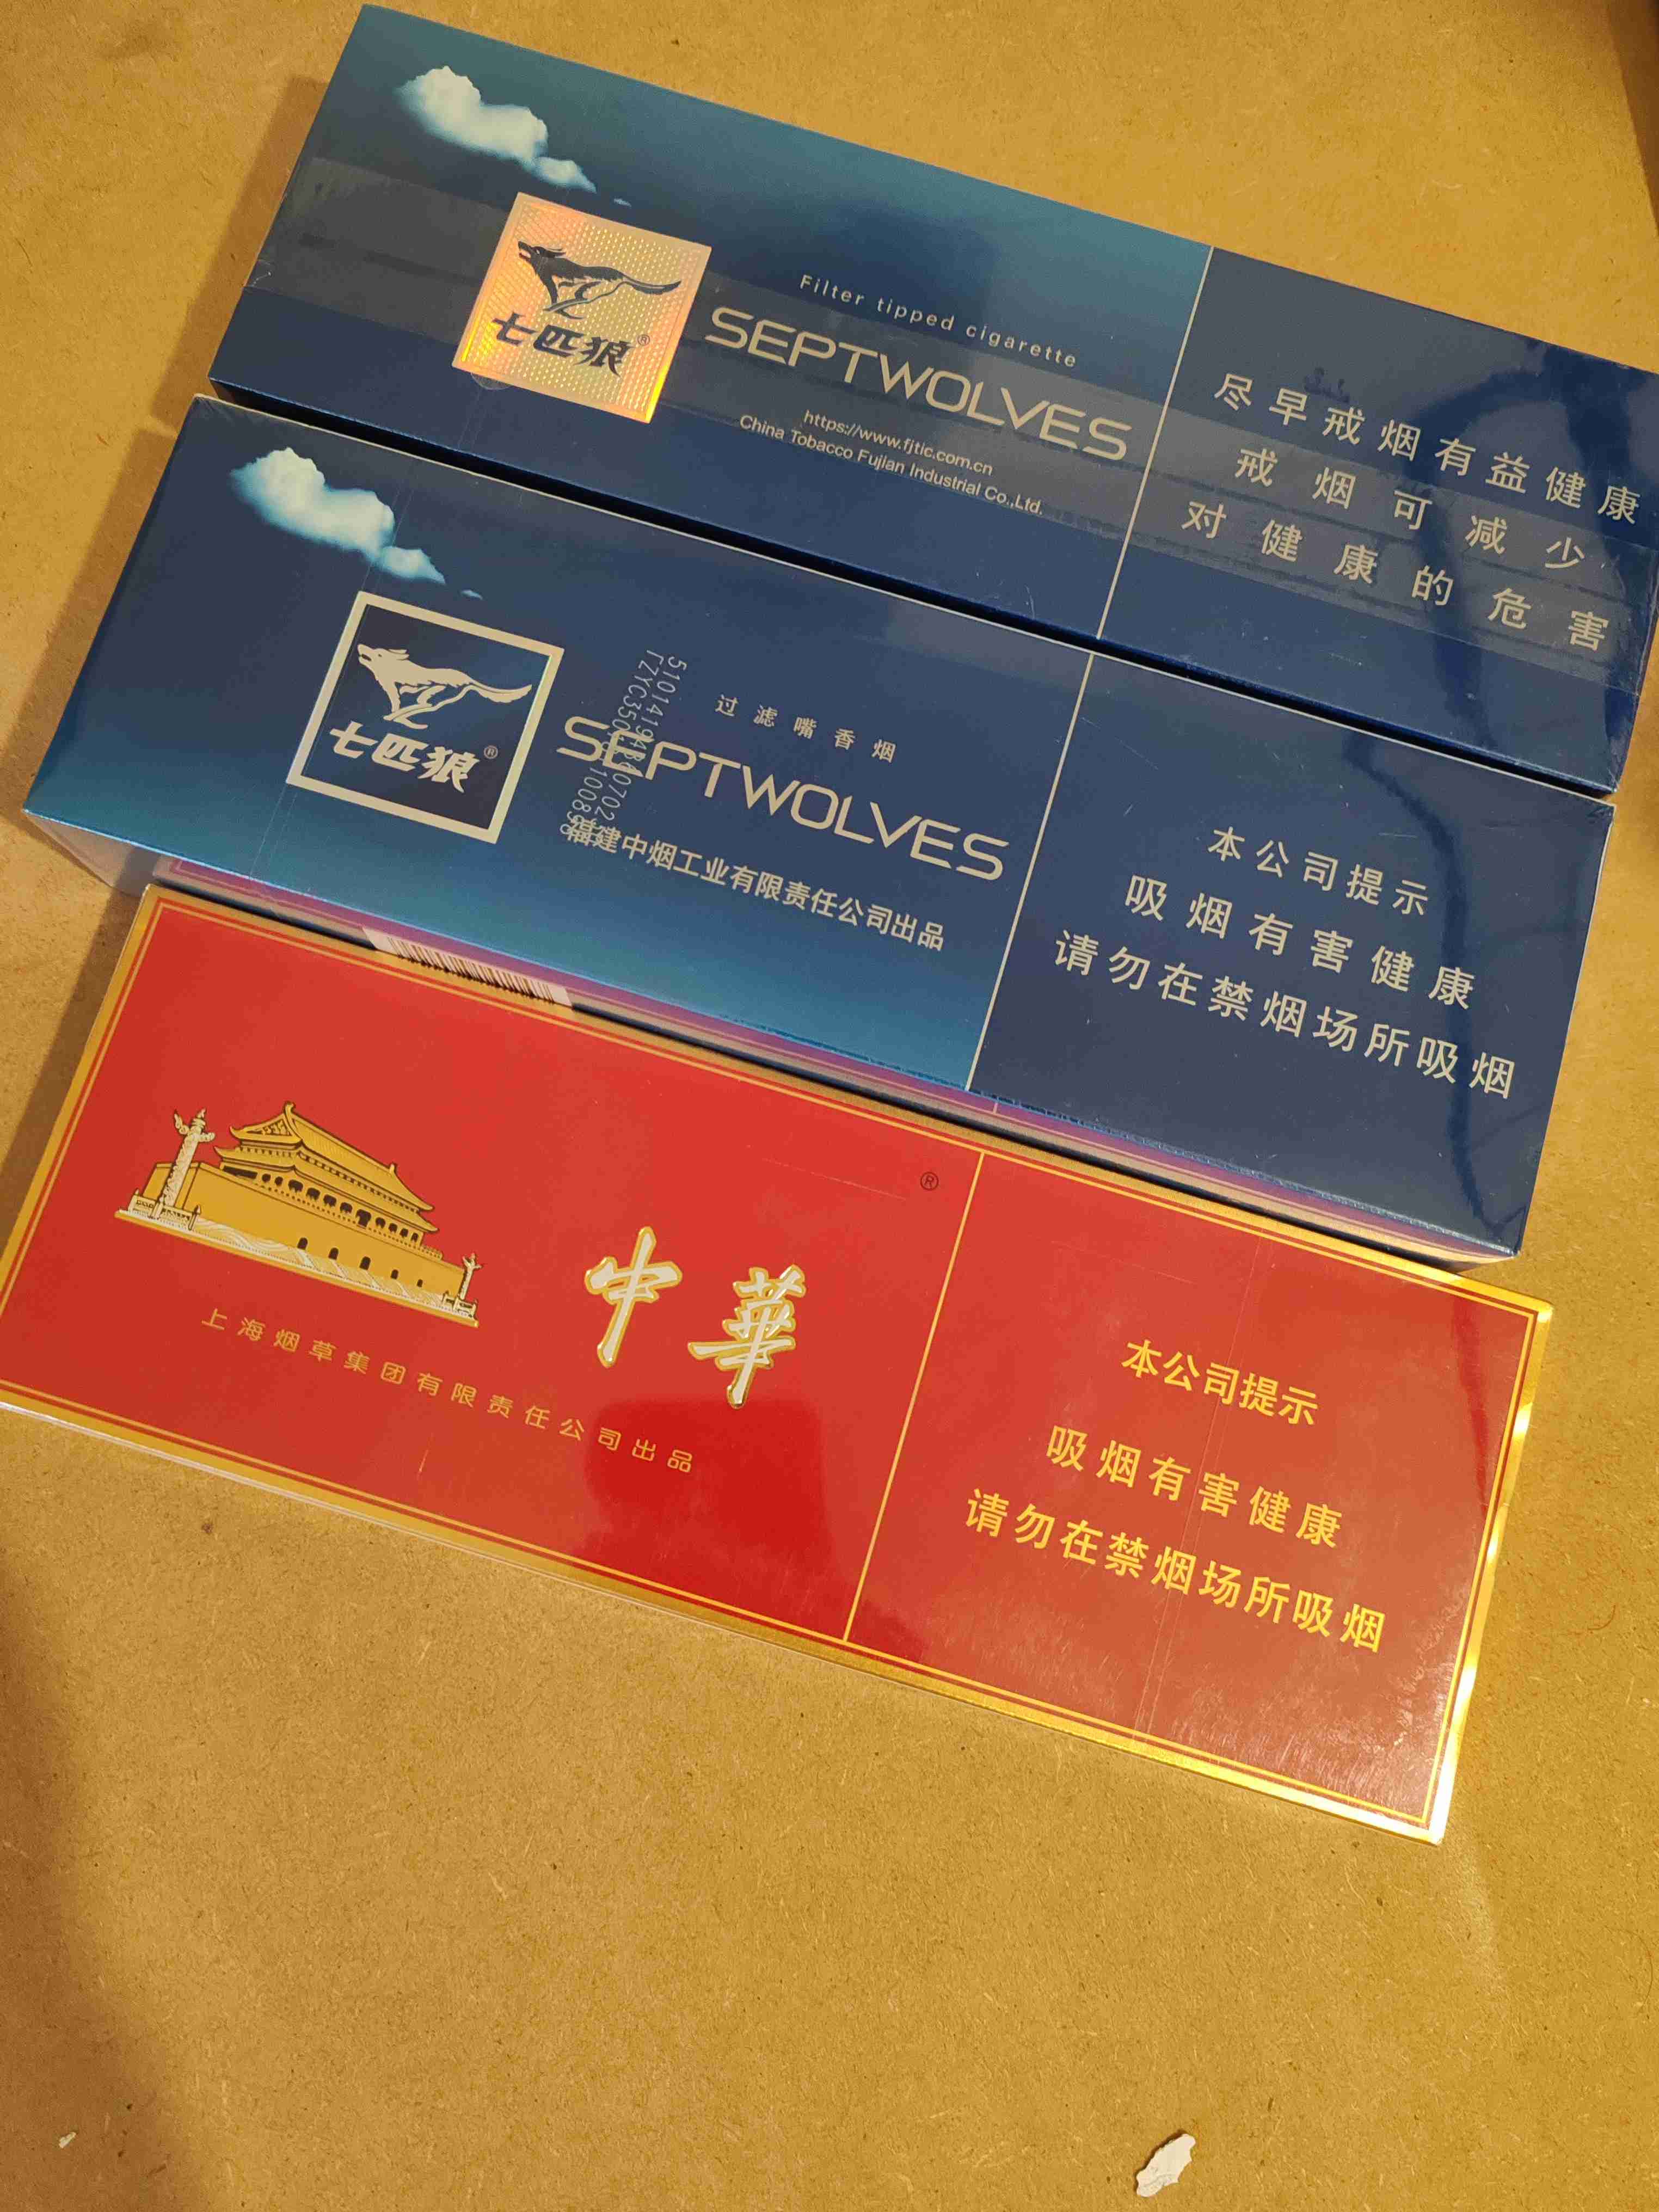 七匹狼®
Filter tipped cigarette
SEPTWOLVES
https://www.fjtic.com.cn
China Tobacco Fujian Industrial Co.,Ltd.
尽早戒烟有益健康
戒烟可减少
对健康的危害
七匹狼®
过滤嘴香烟
SEPTWOLVES
福建中烟工业有限责任公司出品
本公司提示
吸烟有害健康
请勿在禁烟场所吸烟
中華
®
上海烟草集团有限责任公司出品
本公司提示
吸烟有害健康
请勿在禁烟场所吸烟